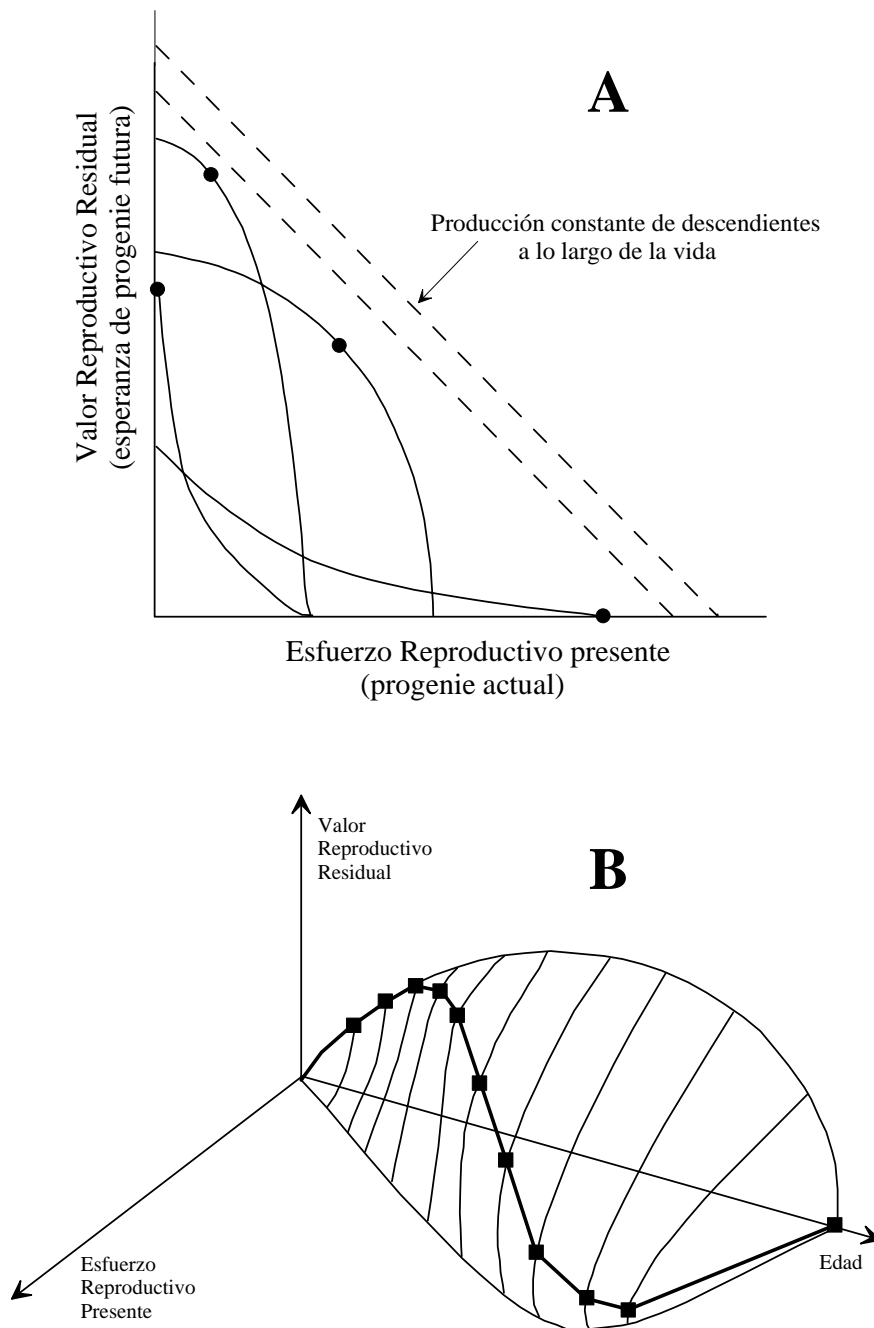 A
Valor Reproductivo Residual
(esperanza de progenie futura)
Producción constante de descendientes
a lo largo de la vida
Esfuerzo Reproductivo presente
(progenie actual)
Valor
Reproductivo
Residual
B
Edad
Esfuerzo
Reproductivo
Presente